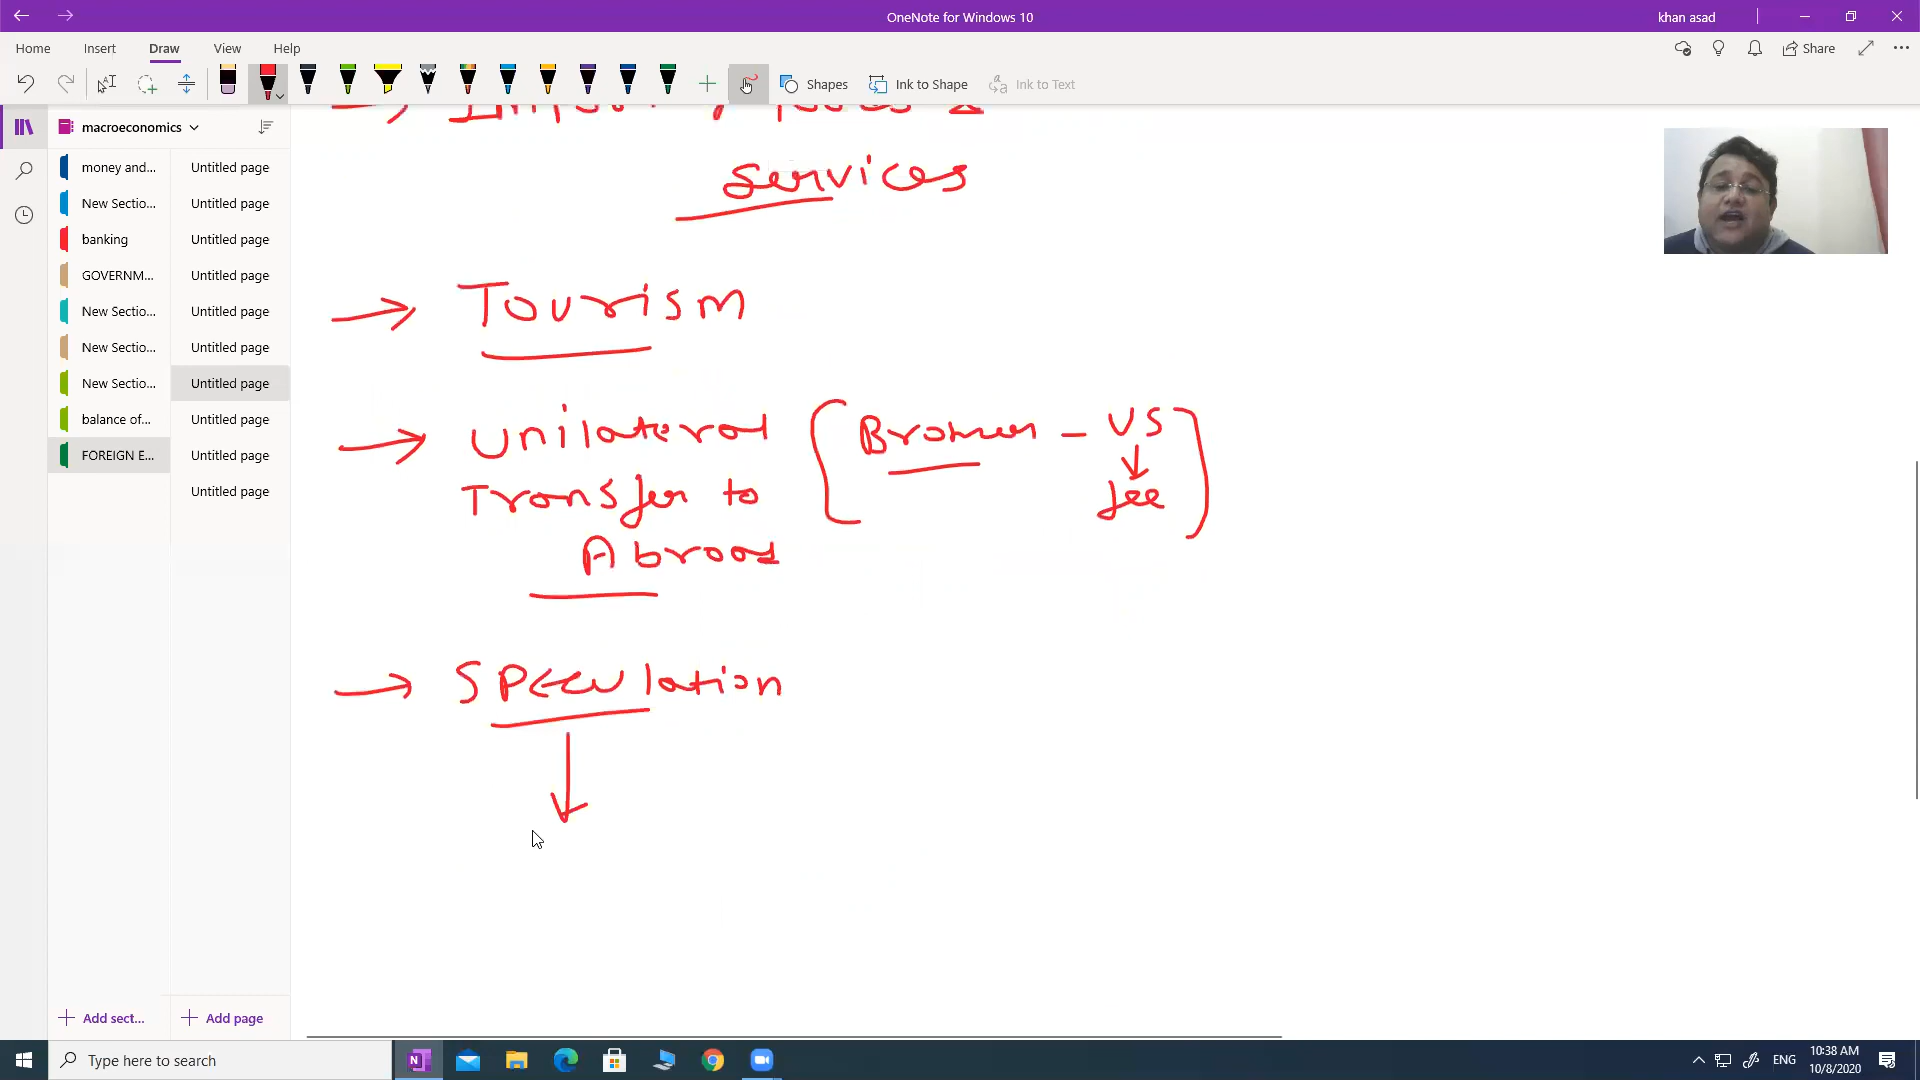 OneNote for Windows 10
khan asad
Home Insert Draw View Help
Share
Shapes Ink to Shape Ink to Text
macroeconomics
money and...
New Sectio...
banking
GOVERNM...
New Sectio...
New Sectio...
New Sectio...
balance of...
FOREIGN E...
Untitled page
Untitled page
Untitled page
Untitled page
Untitled page
Untitled page
Untitled page
Untitled page
Untitled page
Untitled page
Add sect...
Add page
services
→ Tourism
→ Unilateral
Transfer to
Abroad
– US
↓
fee
→ Speculation
Type here to search
ENG
10:38 AM
10/8/2020